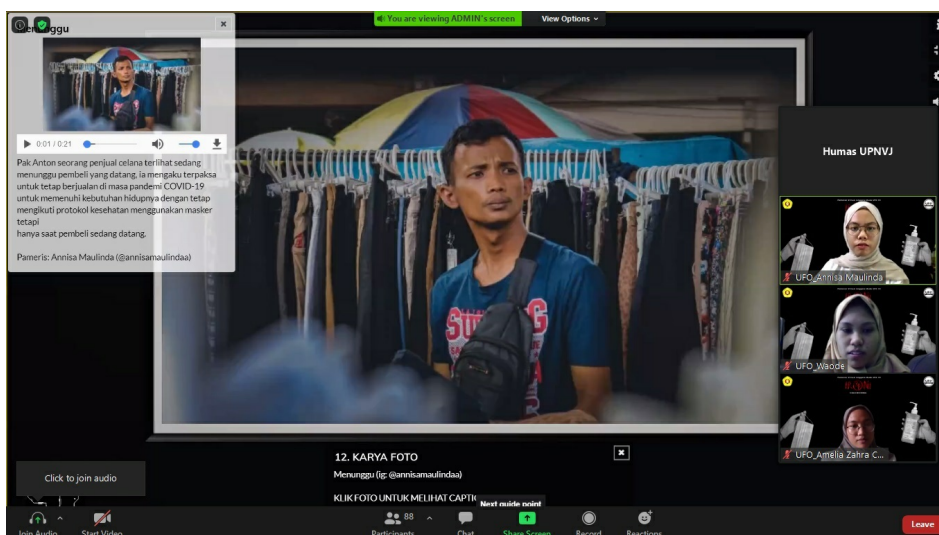 You are viewing ADMIN's screen
View Options
0:01 / 0:21
Pak Anton seorang penjual celana terlihat sedang
menunggu pembeli yang datang, ia mengaku terpaksa
untuk tetap berjualan di masa pandemi COVID-19
untuk memenuhi kebutuhan hidupnya dengan tetap
mengikuti protokol kesehatan menggunakan masker
tetapi
hanya saat pembeli sedang datang.
Pameris: Annisa Maulinda (@annisamaulindaa)
Humas UPNVJ
UFO_Annisa Maulinda
UFO_Waode
UFO_Amelia Zahra C...
12. KARYA FOTO
Menunggu (ig: @annisamaulindaa)
KLIK FOTO UNTUK MELIHAT CAPTI
Next guide point
Click to join audio
Join Audio
Start Video
88
Participants
Chat
Share Screen
Record
Reactions
Leave